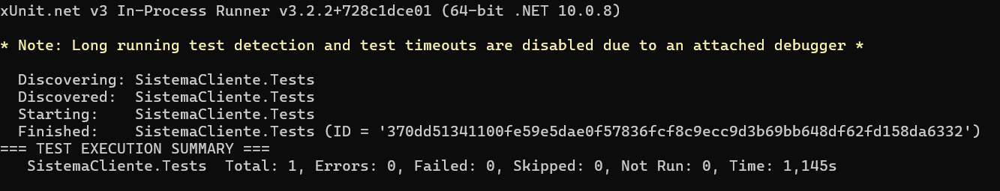 xUnit.net v3 In-Process Runner v3.2.2+728c1dce01 (64-bit .NET 10.0.8)
* Note: Long running test detection and test timeouts are disabled due to an attached debugger *
Discovering: SistemaCliente.Tests
Discovered:  SistemaCliente.Tests
Starting:    SistemaCliente.Tests
Finished:    SistemaCliente.Tests (ID = '370dd51341100fe59e5dae0f57836fcf8c9ecc9d3b69bb648df62fd158da6332')
=== TEST EXECUTION SUMMARY ===
SistemaCliente.Tests  Total: 1, Errors: 0, Failed: 0, Skipped: 0, Not Run: 0, Time: 1,145s